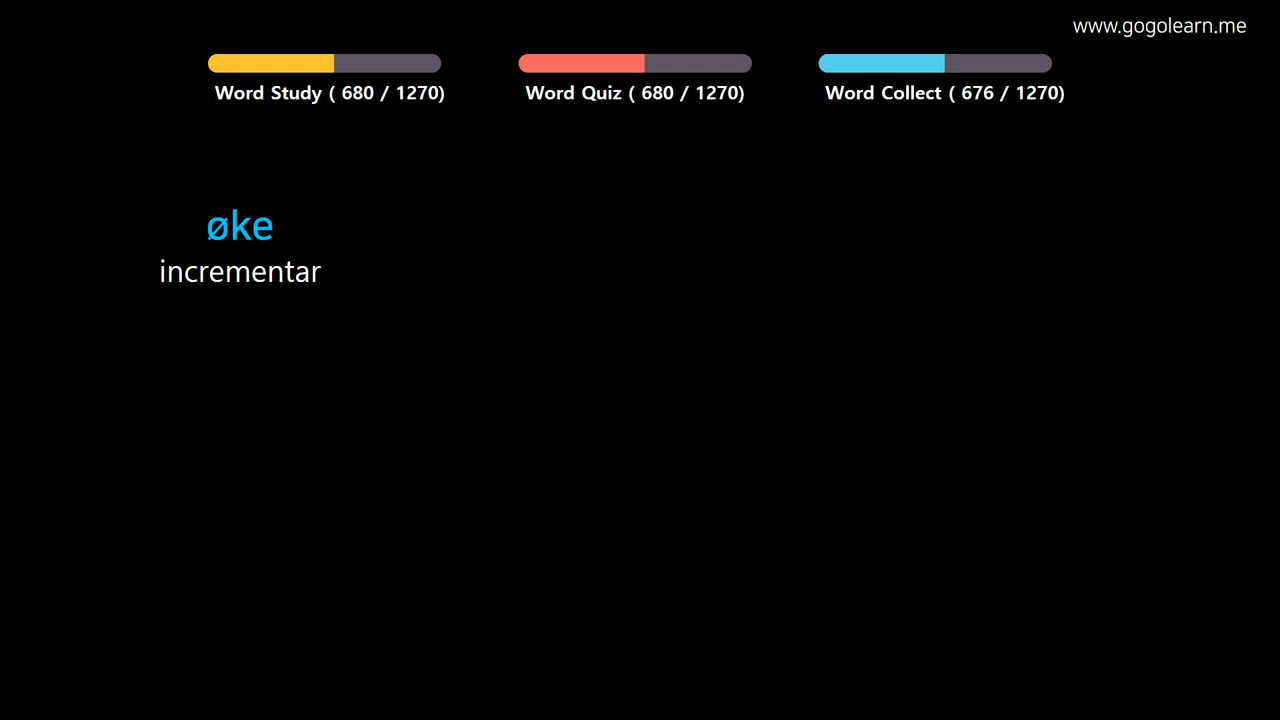 www.gogolearn.me
Word Study ( 680 / 1270)
Word Quiz ( 680 / 1270)
Word Collect ( 676 / 1270)
øke
incrementar